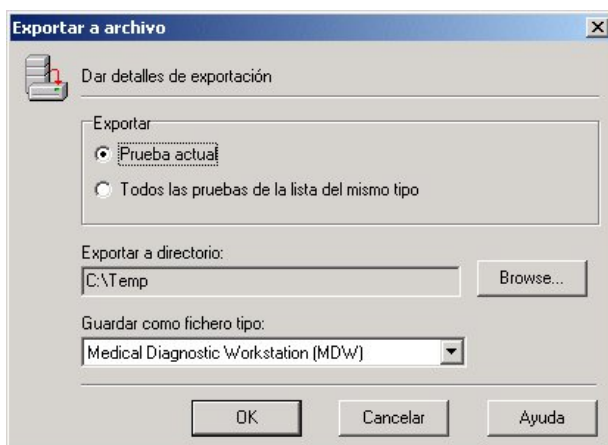 Exportar a archivo
Dar detalles de exportación
Exportar
Prueba actual
Todos las pruebas de la lista del mismo tipo
Exportar a directorio:
C:\Temp
Browse...
Guardar como fichero tipo:
Medical Diagnostic Workstation (MDW)
OK
Cancelar
Ayuda